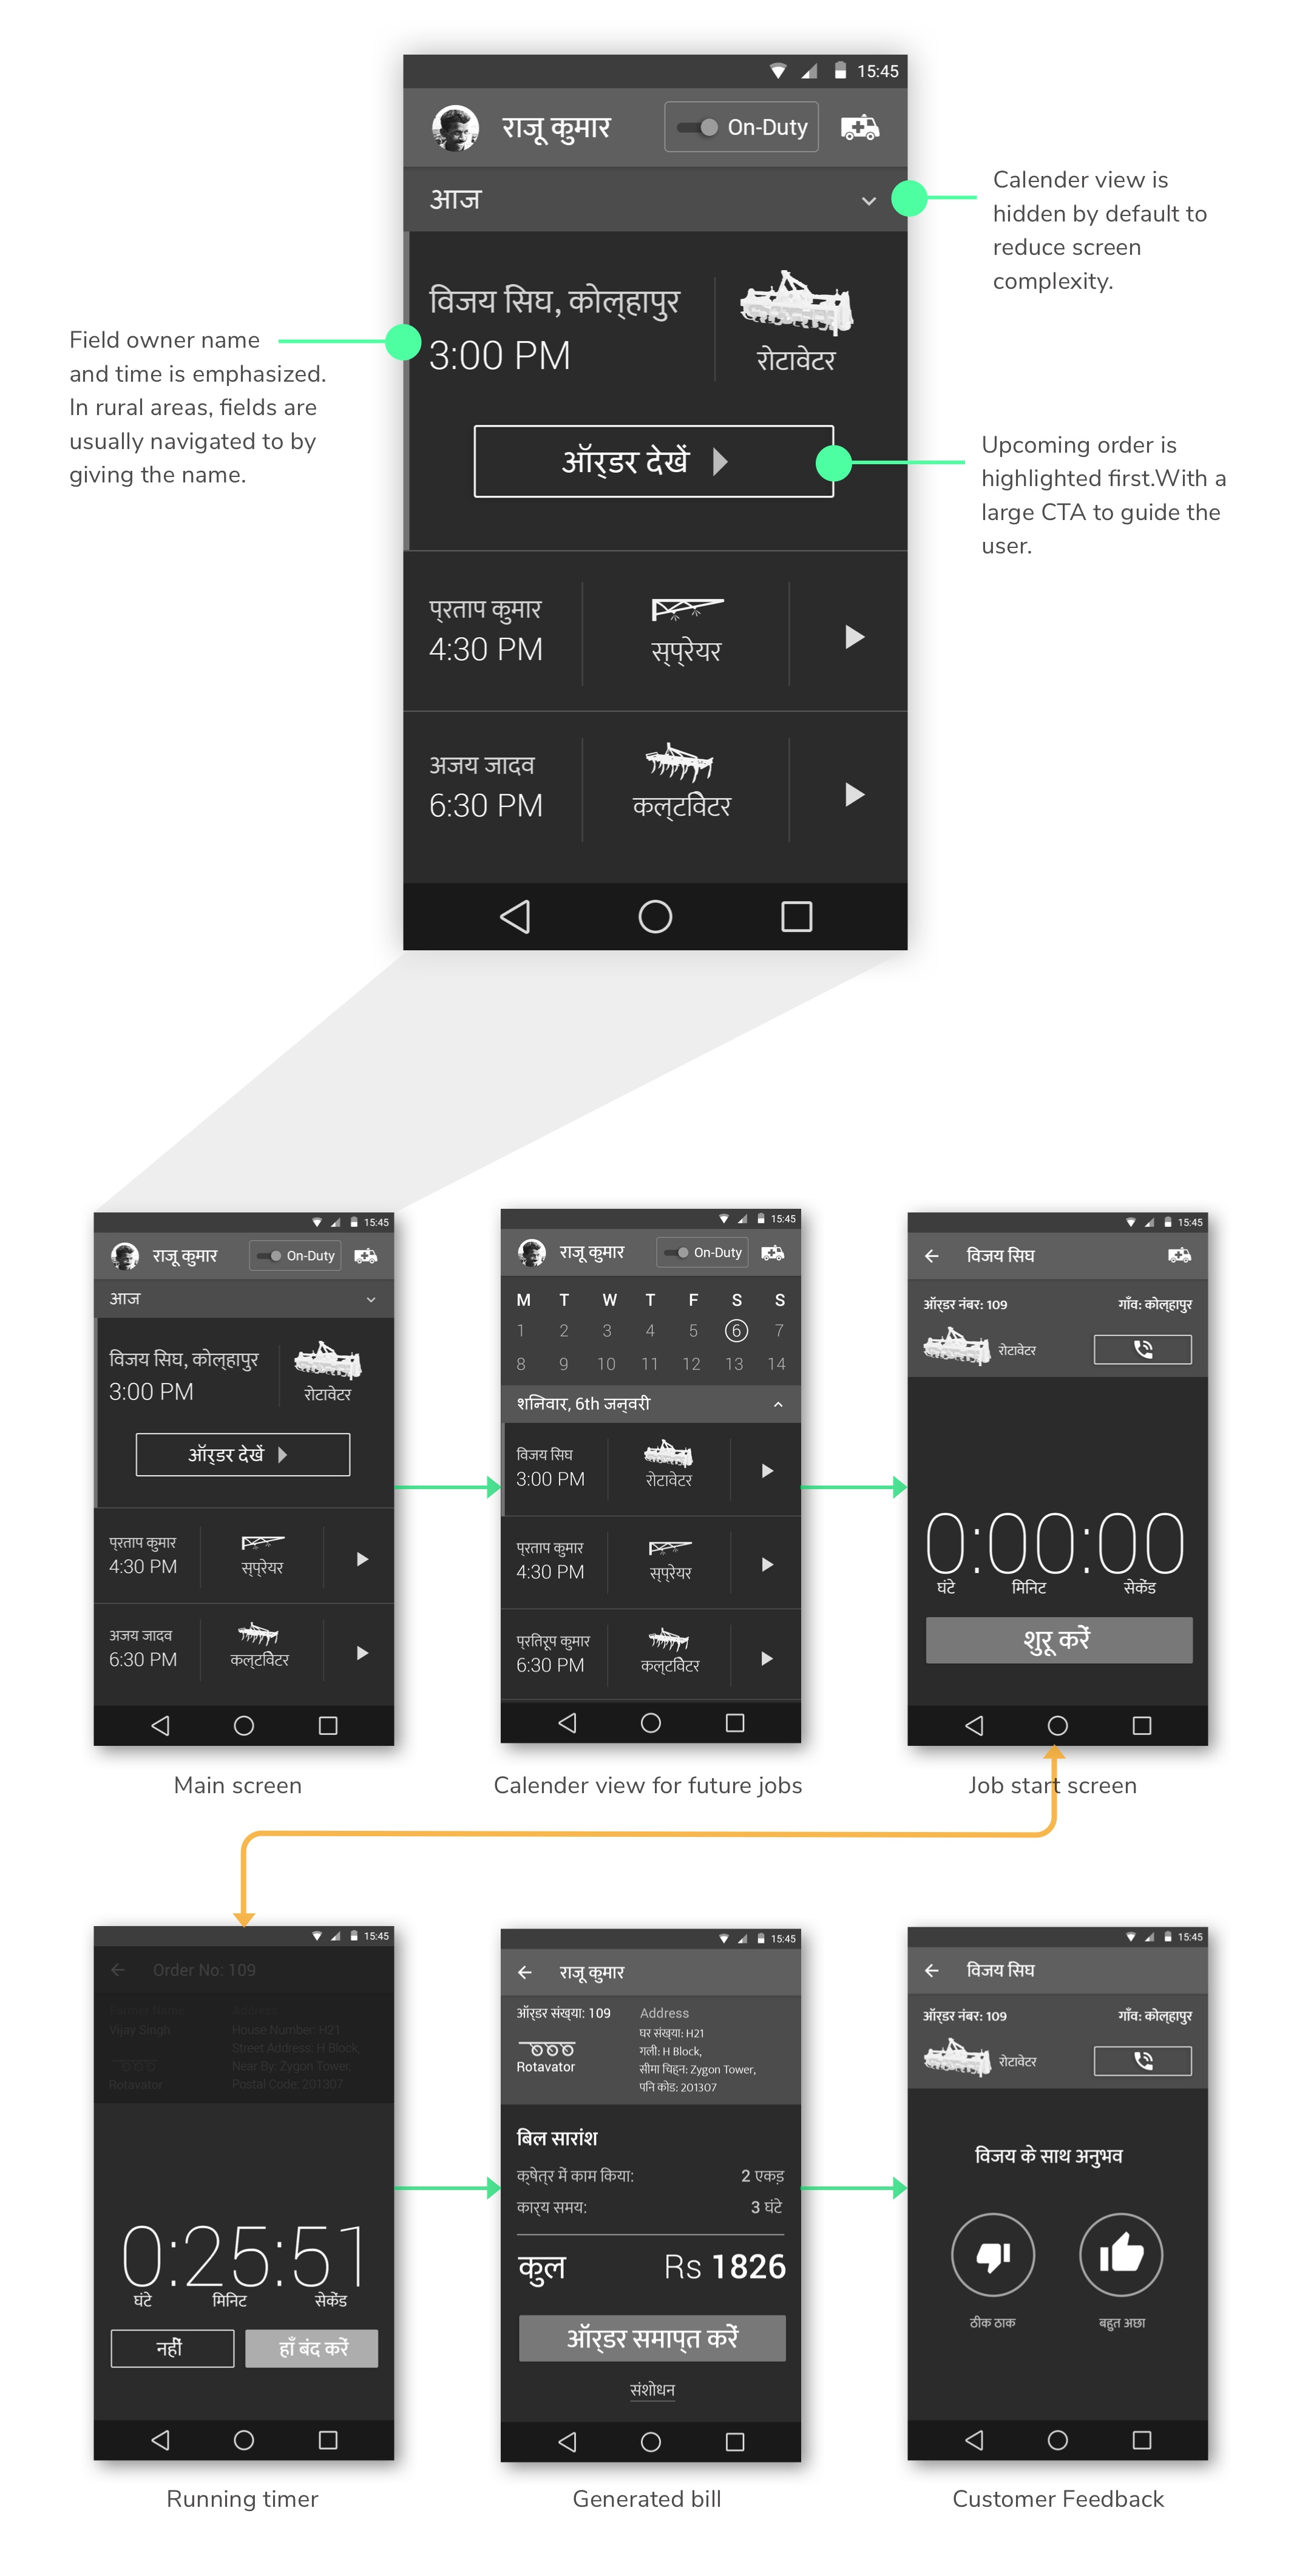 15:45
राजू कुमार On-Duty
आज
Calender view is
hidden by default to
reduce screen
complexity.
विजय सिघ, कोल्हापुर
3:00 PM
रोटावेटर
Field owner name
and time is emphasized.
In rural areas, fields are
usually navigated to by
giving the name.
ऑर्डर देखें
Upcoming order is
highlighted first.With a
large CTA to guide the
user.
प्रताप कुमार
4:30 PM
स्प्रेयर
अजय जादव
6:30 PM
कल्टविेटर
15:45
राजू कुमार On-Duty
आज
विजय सिघ, कोल्हापुर
3:00 PM
रोटावेटर
ऑर्डर देखें
प्रताप कुमार
4:30 PM
स्प्रेयर
अजय जादव
6:30 PM
कल्टविेटर
Main screen
15:45
राजू कुमार On-Duty
M T W T F S S
1 2 3 4 5 6 7
8 9 10 11 12 13 14
शनिवार, 6th जन्वरी
विजय सिघ
3:00 PM
रोटावेटर
प्रताप कुमार
4:30 PM
स्प्रेयर
प्रतिरूप कुमार
6:30 PM
कल्टविेटर
Calender view for future jobs
15:45
विजय सिघ
ऑर्डर नंबर: 109 गाँव: कोल्हापुर
रोटावेटर
0:00:00
घंटे मिनिट सेकेंड
शुरू करें
Job start screen
15:45
Order No: 109
Farmer Name Address
Vijay Singh House Number: H21
Street Address: H Block,
Near By: Zygon Tower,
Rotavator Postal Code: 201307
0:25:51
घंटे मिनिट सेकेंड
नहीं हाँ बंद करें
Running timer
15:45
राजू कुमार
ऑर्डर संख्या: 109 Address
घर संख्या: H21
गली: H Block,
Rotavator सीमा चिह्न: Zygon Tower,
पनि कोड: 201307
बिल सारांश
क्षेत्र में काम किया: 2 एकड़
कार्य समय: 3 घंटे
कुल Rs 1826
ऑर्डर समाप्त करें
संशोधन
Generated bill
15:45
विजय सिघ
ऑर्डर नंबर: 109 गाँव: कोल्हापुर
रोटावेटर
विजय के साथ अनुभव
ठीक ठाक बहुत अछा
Customer Feedback